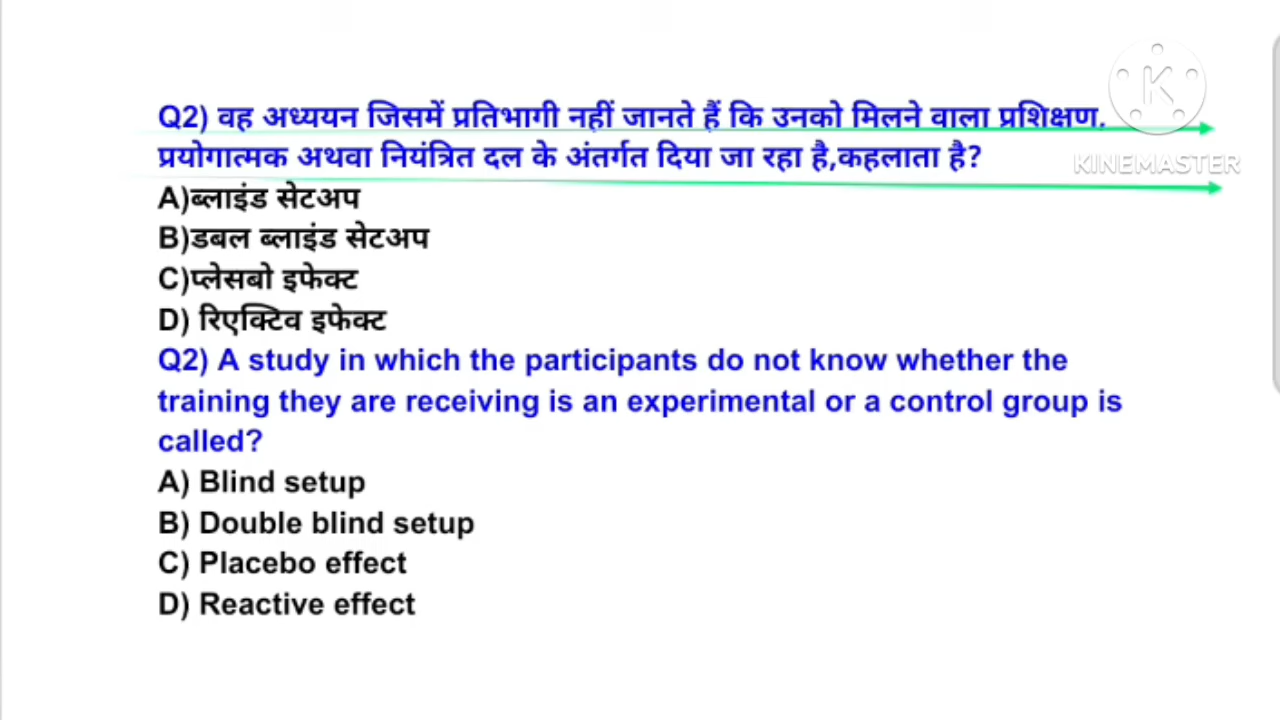 Q2) वह अध्ययन जिसमें प्रतिभागी नहीं जानते हैं कि उनको मिलने वाला प्रशिक्षण.
प्रयोगात्मक अथवा नियंत्रित दल के अंतर्गत दिया जा रहा है,कहलाता है?
A)ब्लाइंड सेटअप
B)डबल ब्लाइंड सेटअप
C)प्लेसबो इफेक्ट
D) रिएक्टिव इफेक्ट
Q2) A study in which the participants do not know whether the
training they are receiving is an experimental or a control group is
called?
A) Blind setup
B) Double blind setup
C) Placebo effect
D) Reactive effect
K
KINEMASTER